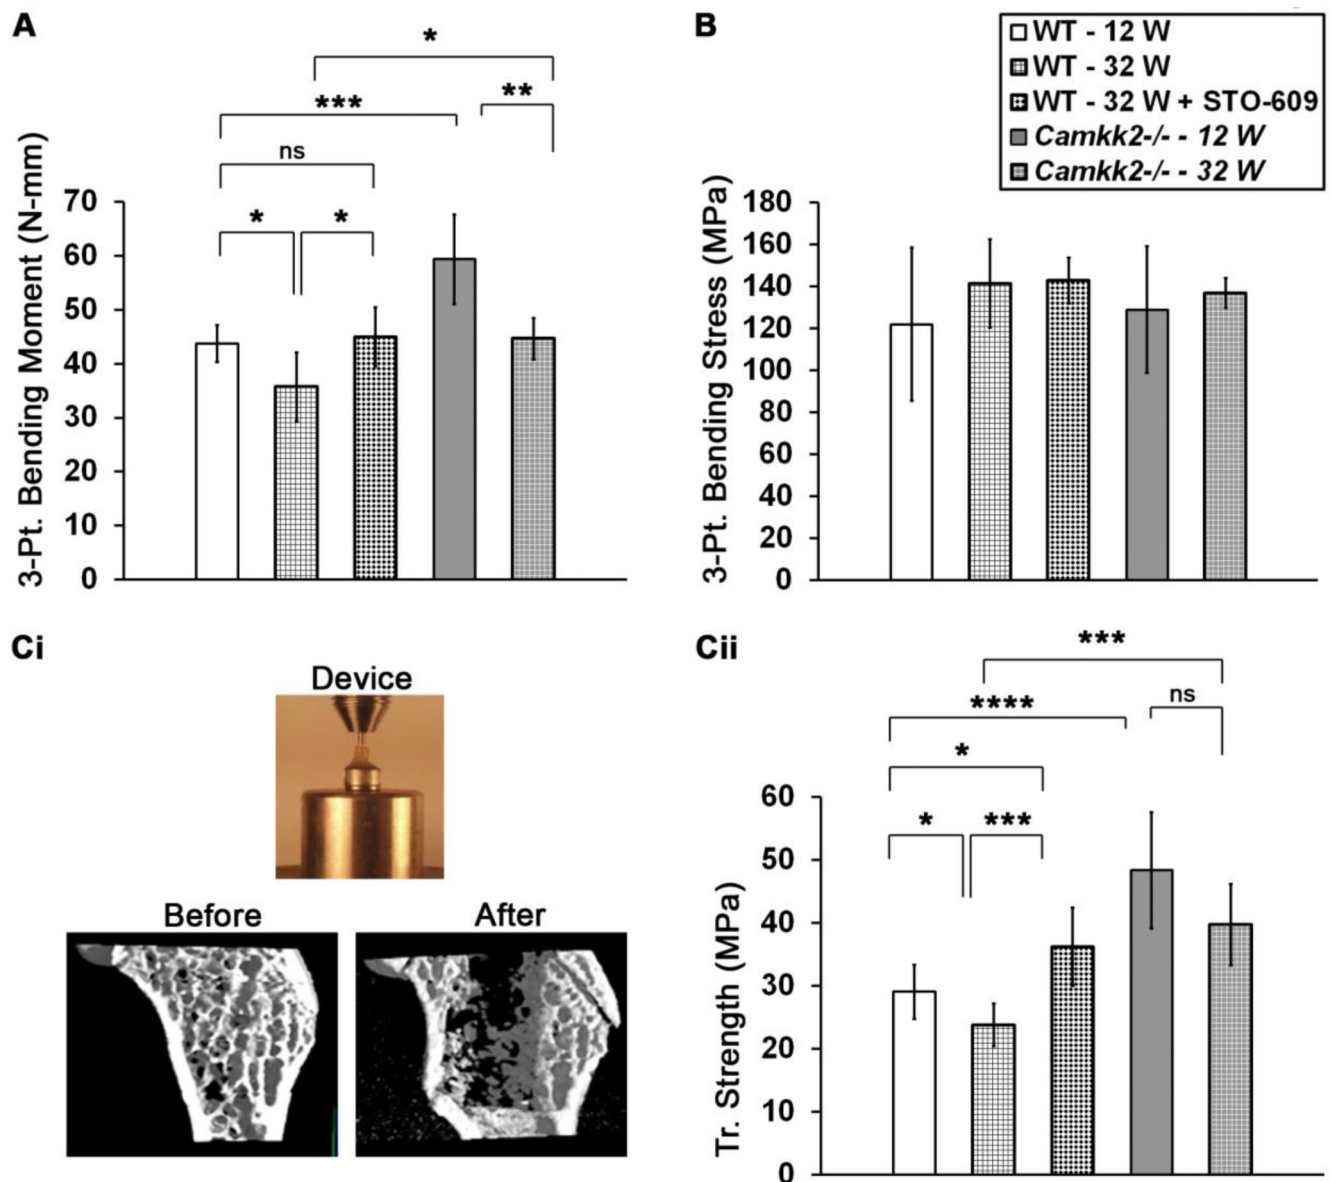 A
*
***
**
ns
*
*
3-Pt. Bending Moment (N-mm)
70
60
50
40
30
20
10
0
B
WT - 12 W
WT - 32 W
WT - 32 W + STO-609
Camkk2-/- - 12 W
Camkk2-/- - 32 W
3-Pt. Bending Stress (MPa)
180
160
140
120
100
80
60
40
20
0
Ci
Device
Before
After
Cii
***
ns
****
*
*
***
Tr. Strength (MPa)
60
50
40
30
20
10
0